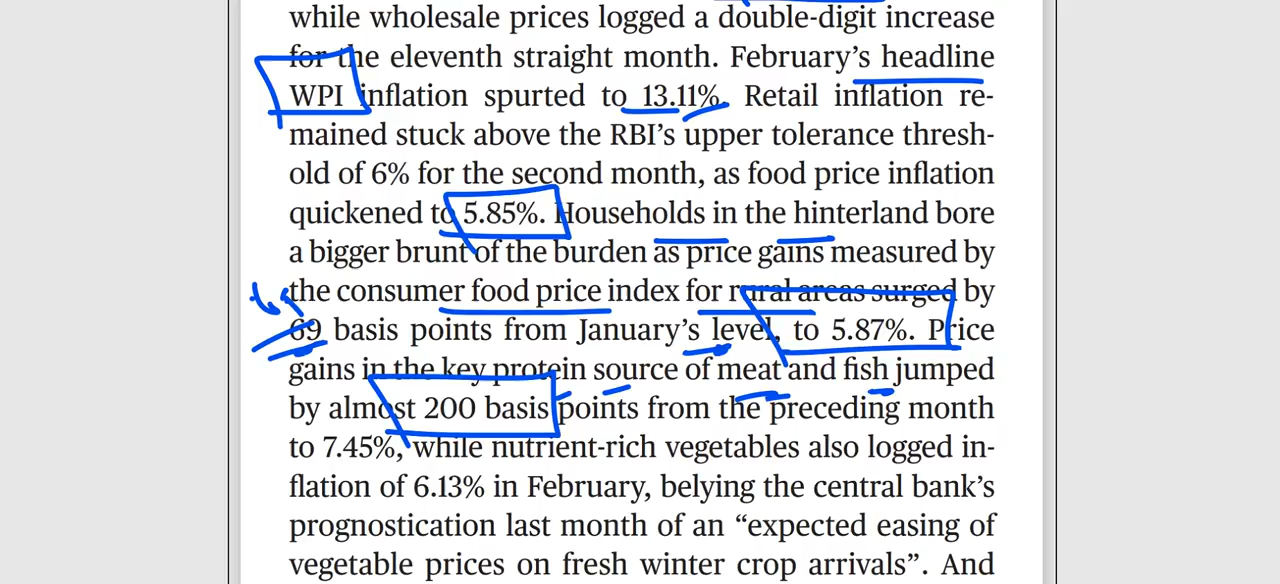 while wholesale prices logged a double-digit increase
for the eleventh straight month. February’s headline
WPI inflation spurted to 13.11%. Retail inflation re-
mained stuck above the RBI’s upper tolerance thresh-
old of 6% for the second month, as food price inflation
quickened to 5.85%. Households in the hinterland bore
a bigger brunt of the burden as price gains measured by
the consumer food price index for rural areas surged by
69 basis points from January’s level, to 5.87%. Price
gains in the key protein source of meat and fish jumped
by almost 200 basis points from the preceding month
to 7.45%, while nutrient-rich vegetables also logged in-
flation of 6.13% in February, belying the central bank’s
prognostication last month of an “expected easing of
vegetable prices on fresh winter crop arrivals”. And